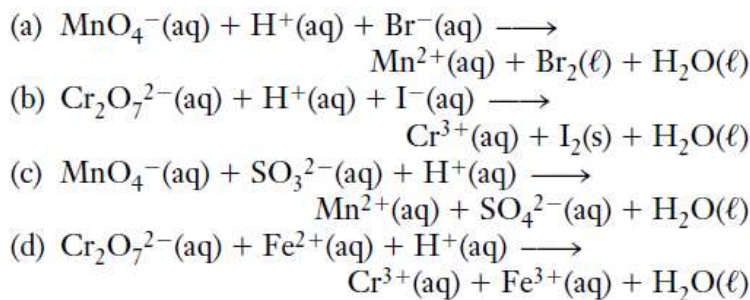 (a) MnO₄⁻(aq) + H⁺(aq) + Br⁻(aq) ⟶
Mn²⁺(aq) + Br₂(ℓ) + H₂O(ℓ)
(b) Cr₂O₇²⁻(aq) + H⁺(aq) + I⁻(aq) ⟶
Cr³⁺(aq) + I₂(s) + H₂O(ℓ)
(c) MnO₄⁻(aq) + SO₃²⁻(aq) + H⁺(aq) ⟶
Mn²⁺(aq) + SO₄²⁻(aq) + H₂O(ℓ)
(d) Cr₂O₇²⁻(aq) + Fe²⁺(aq) + H⁺(aq) ⟶
Cr³⁺(aq) + Fe³⁺(aq) + H₂O(ℓ)